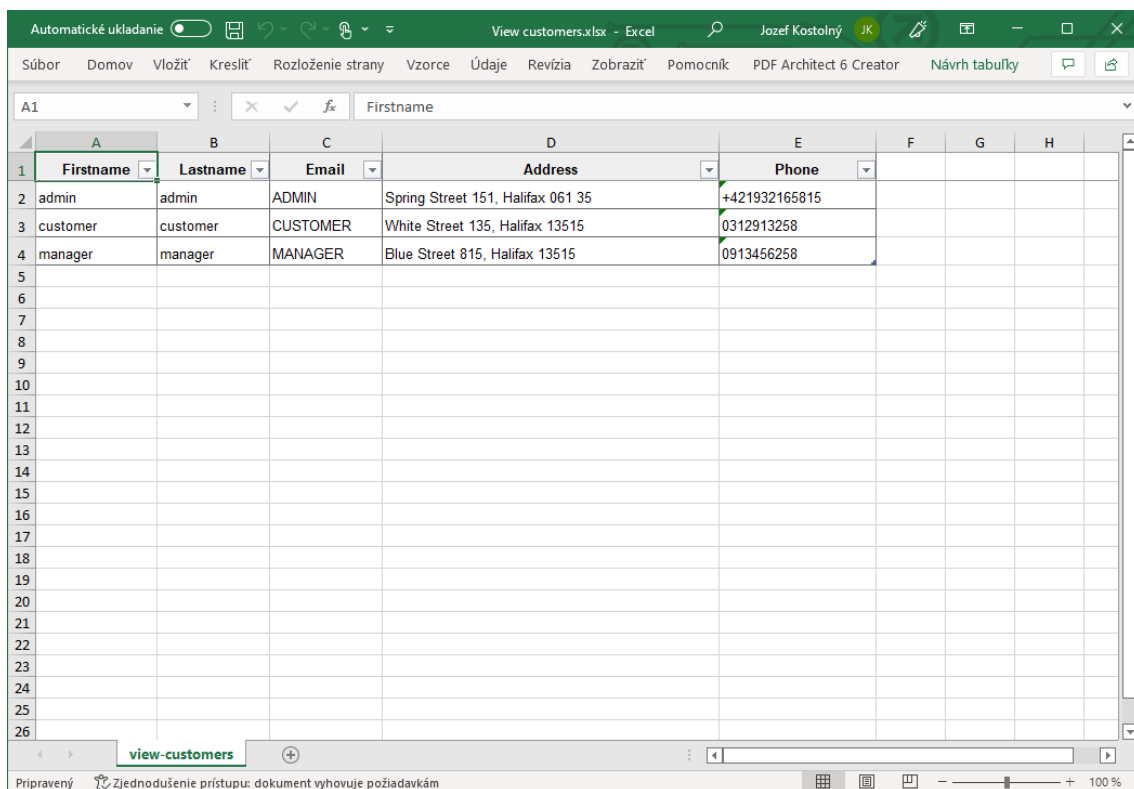 Automatické ukladanie View customers.xlsx - Excel Jozef Kostolný JK
Súbor Domov Vložiť Kresliť Rozloženie strany Vzorce Údaje Revízia Zobraziť Pomocník PDF Architect 6 Creator Návrh tabuľky
A1 fx Firstname
A B C D E F G H
1 Firstname Lastname Email Address Phone
2 admin admin ADMIN Spring Street 151, Halifax 061 35 +421932165815
3 customer customer CUSTOMER White Street 135, Halifax 13515 0312913258
4 manager manager MANAGER Blue Street 815, Halifax 13515 0913456258
5
6
7
8
9
10
11
12
13
14
15
16
17
18
19
20
21
22
23
24
25
26
view-customers
Pripravený Zjednodušenie prístupu: dokument vyhovuje požiadavkám 100 %